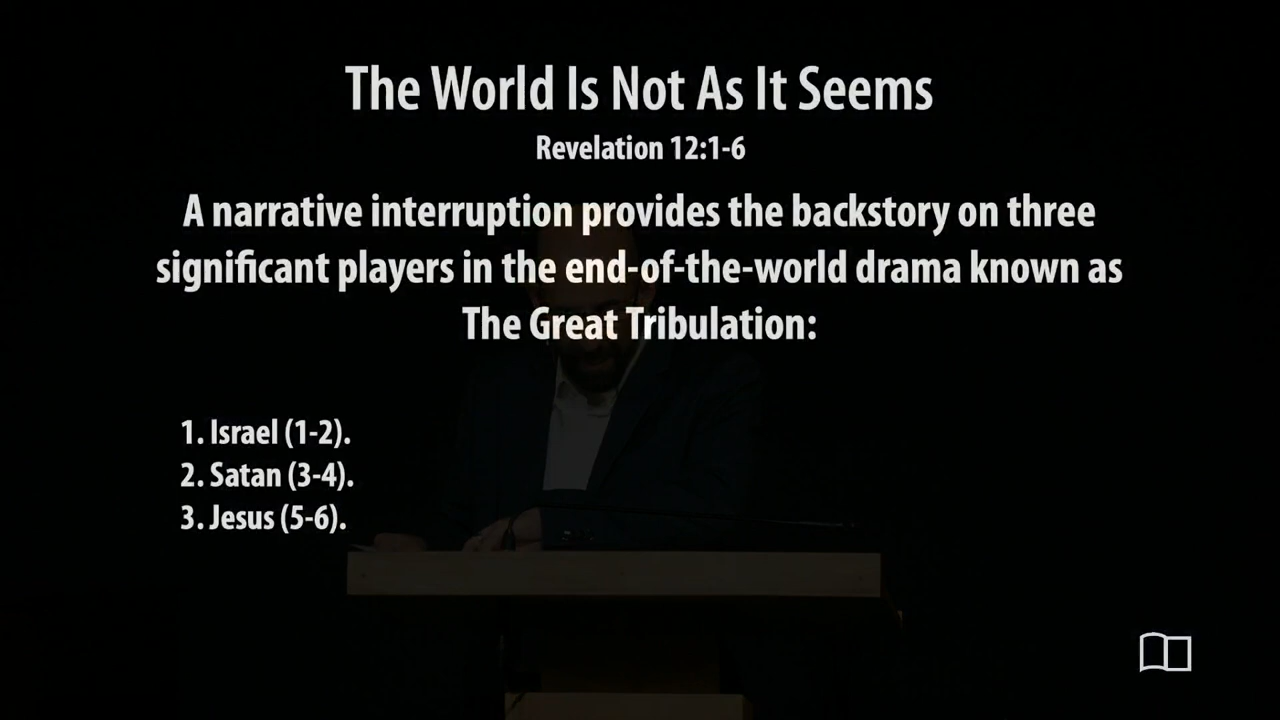 The World Is Not As It Seems
Revelation 12:1-6
A narrative interruption provides the backstory on three
significant players in the end-of-the-world drama known as
The Great Tribulation:
1. Israel (1-2).
2. Satan (3-4).
3. Jesus (5-6).